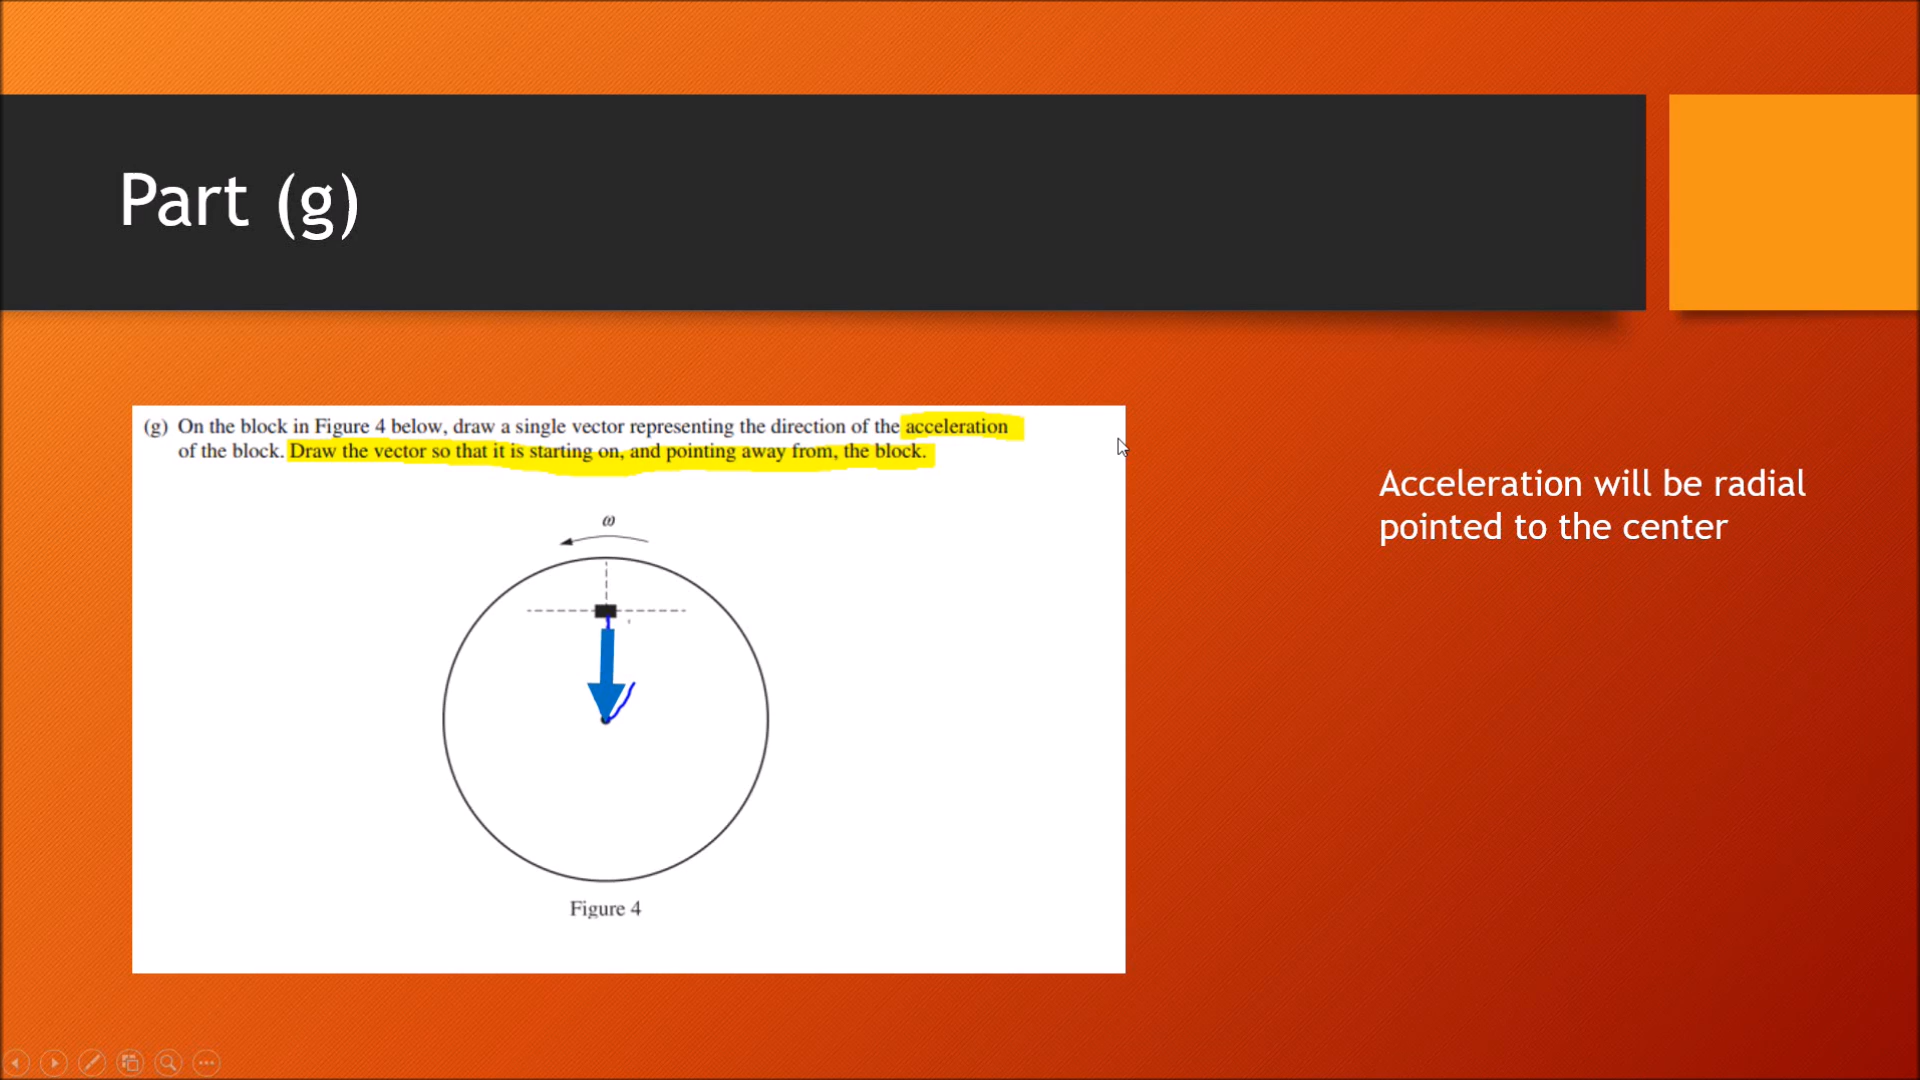 Part (g)
(g) On the block in Figure 4 below, draw a single vector representing the direction of the acceleration
of the block. Draw the vector so that it is starting on, and pointing away from, the block.
ω
Figure 4
Acceleration will be radial
pointed to the center